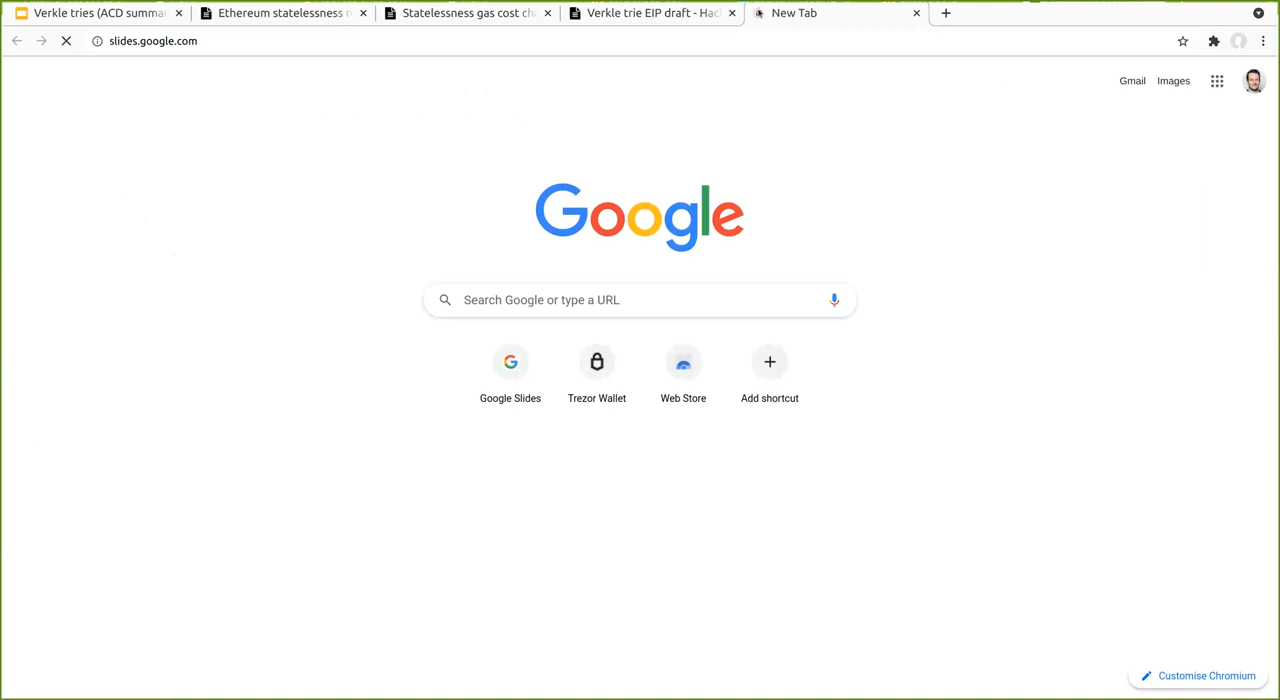 Verkle tries (ACD summa
Ethereum statelessness r
Statelessness gas cost ch
Verkle trie EIP draft - Hac
New Tab
slides.google.com
Gmail
Images
Google
Search Google or type a URL
Google Slides
Trezor Wallet
Web Store
Add shortcut
Customise Chromium